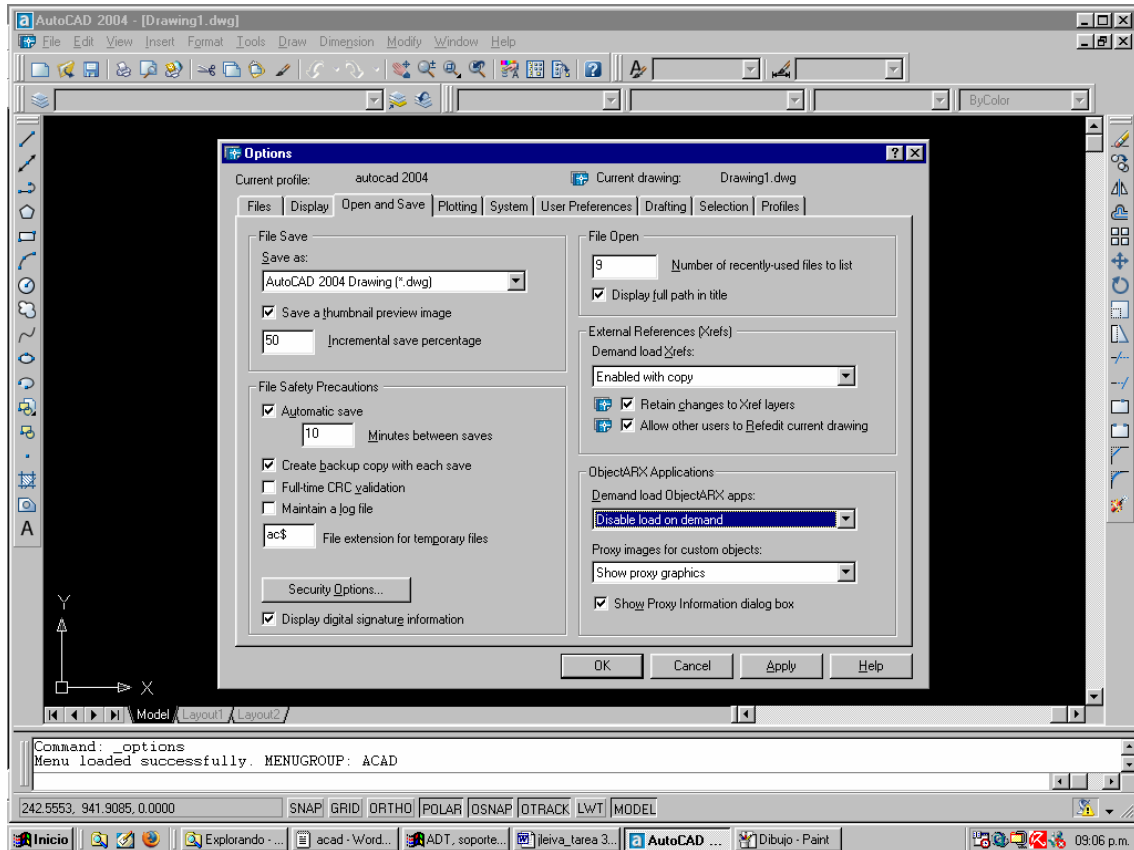 AutoCAD 2004 - [Drawing1.dwg]
File Edit View Insert Format Tools Draw Dimension Modify Window Help
ByColor
Options
Current profile: autocad 2004 Current drawing: Drawing1.dwg
Files Display Open and Save Plotting System User Preferences Drafting Selection Profiles
File Save
Save as:
AutoCAD 2004 Drawing (*.dwg)
Save a thumbnail preview image
50 Incremental save percentage
File Safety Precautions
Automatic save
10 Minutes between saves
Create backup copy with each save
Full-time CRC validation
Maintain a log file
ac$ File extension for temporary files
Security Options...
Display digital signature information
File Open
9 Number of recently-used files to list
Display full path in title
External References (Xrefs)
Demand load Xrefs:
Enabled with copy
Retain changes to Xref layers
Allow other users to Refedit current drawing
ObjectARX Applications
Demand load ObjectARX apps:
Disable load on demand
Proxy images for custom objects:
Show proxy graphics
Show Proxy Information dialog box
OK Cancel Apply Help
A
Y
X
Model Layout1 Layout2
Command: _options
Menu loaded successfully. MENUGROUP: ACAD
242.5553, 941.9085, 0.0000 SNAP GRID ORTHO POLAR OSNAP OTRACK LWT MODEL
Inicio Explorando - ... acad - Word... ADT, soporte... jleiva_tarea 3... AutoCAD ... Dibujo - Paint 09:06 p.m.